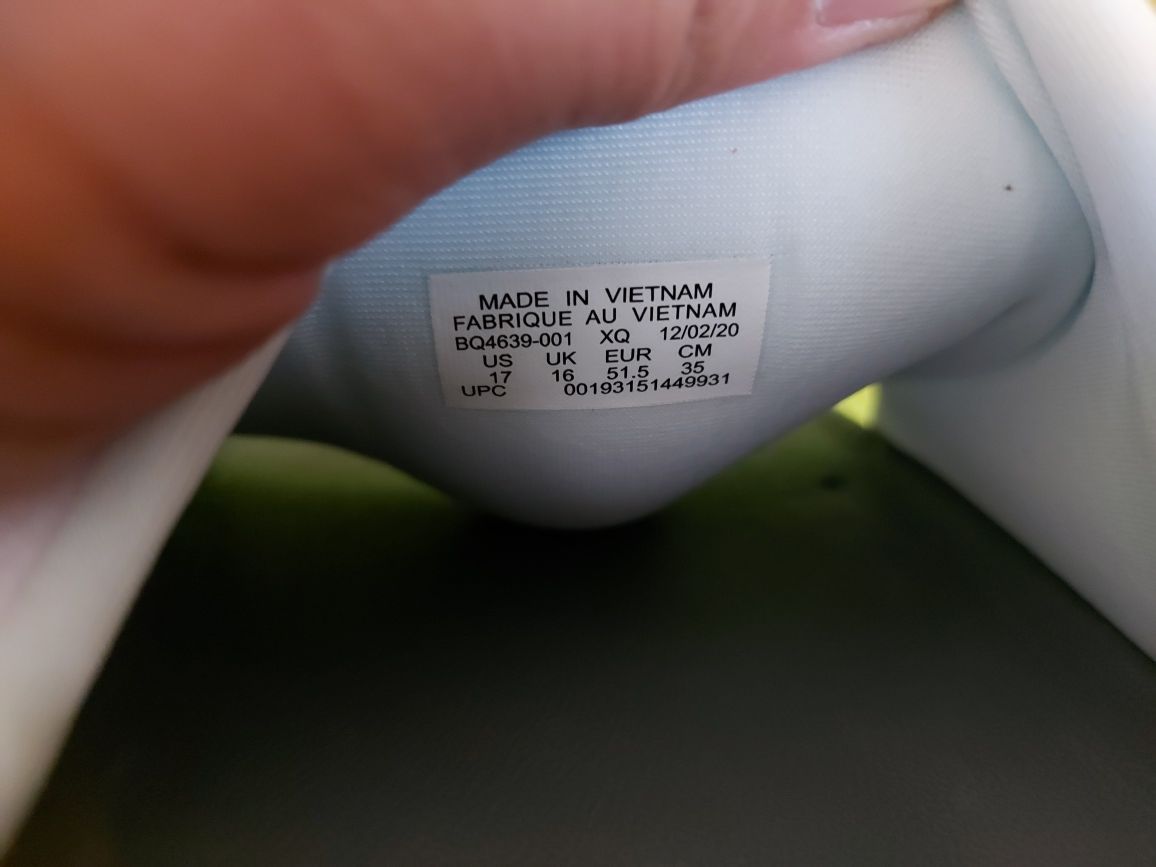 MADE IN VIETNAM
FABRIQUE AU VIETNAM
BQ4639-001 XQ 12/02/20
US UK EUR CM
17 16 51.5 35
UPC 00193151449931